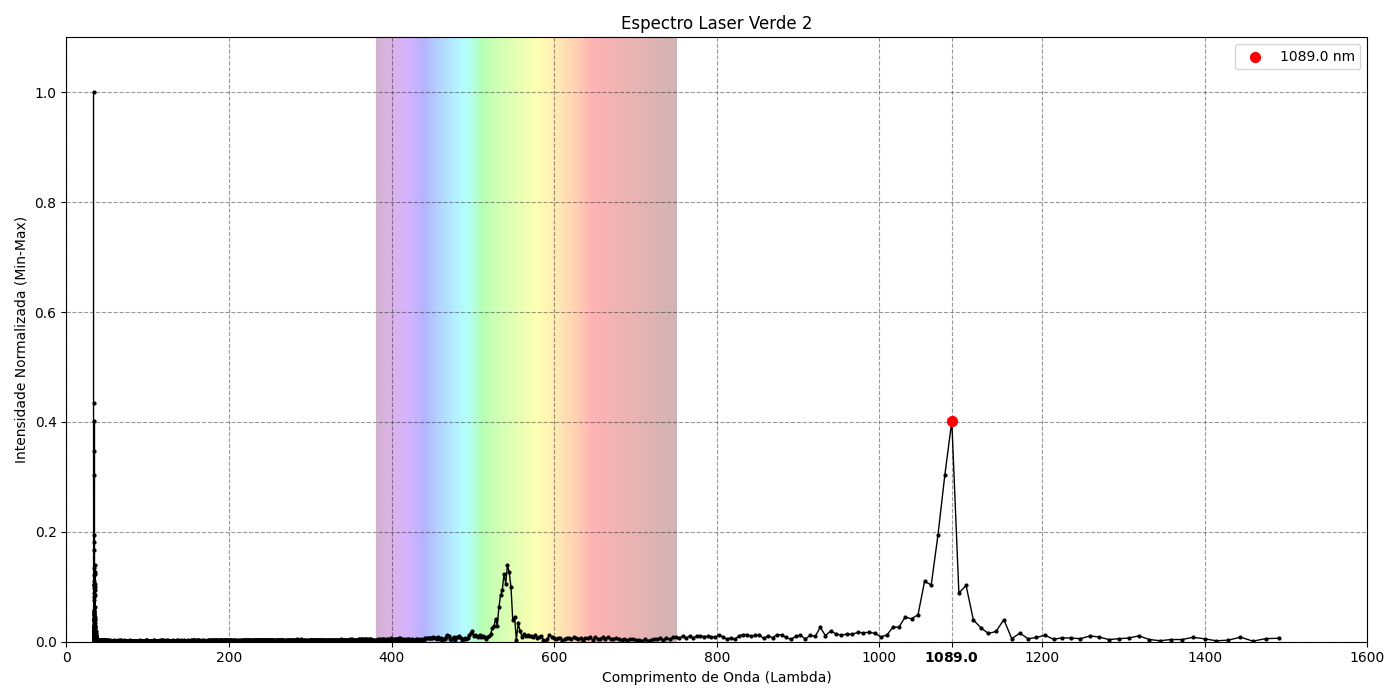 Espectro Laser Verde 2
1089.0 nm
Intensidade Normalizada (Min-Max)
1.0
0.8
0.6
0.4
0.2
0.0
0 200 400 600 800 1000 1089.0 1200 1400 1600
Comprimento de Onda (Lambda)